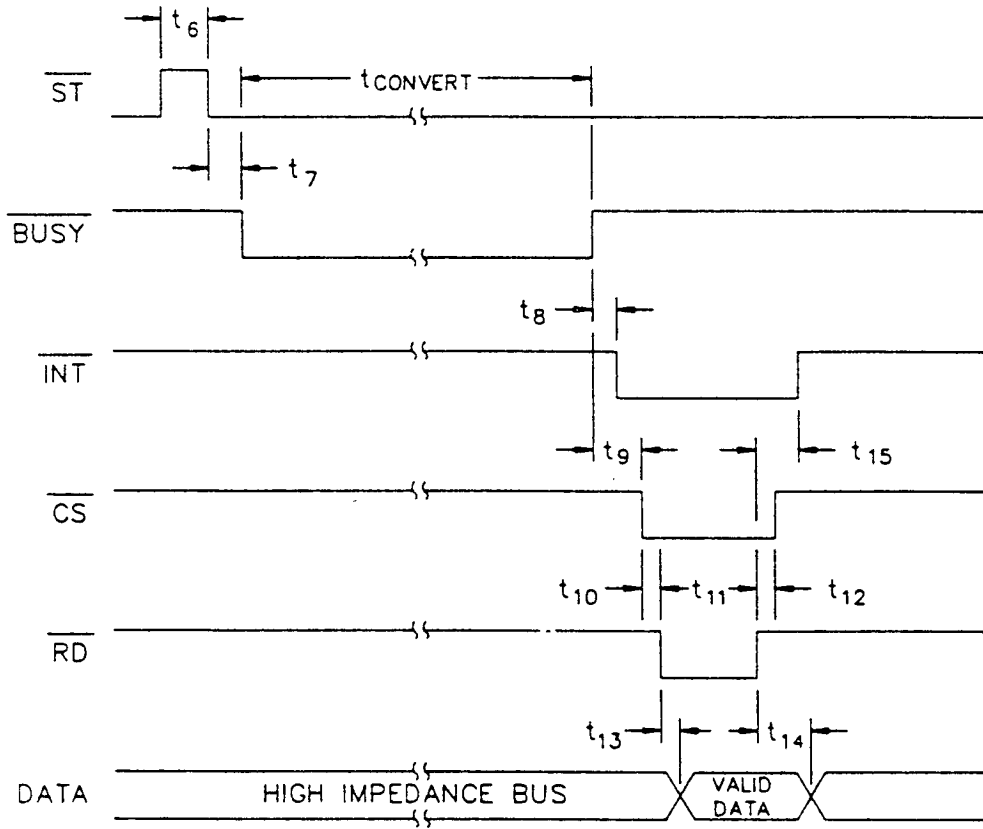 t6
ST
tCONVERT
t7
BUSY
t8
INT
t9
t15
CS
t10
t11
t12
RD
t13
t14
DATA
HIGH IMPEDANCE BUS
VALID
DATA